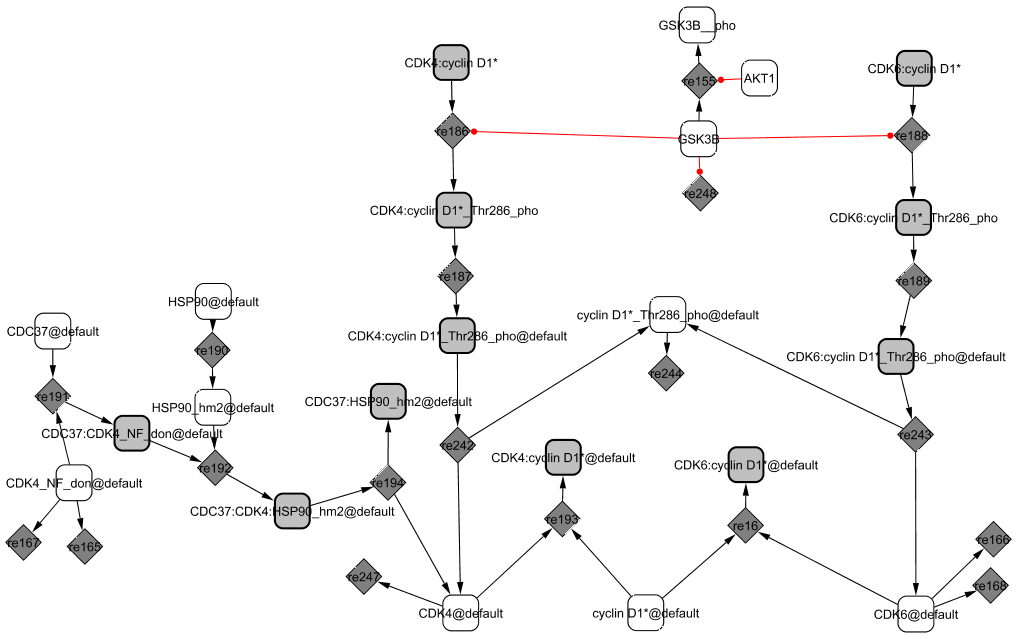 GSK3B__pho
CDK4:cyclin D1*
CDK6:cyclin D1*
re155
AKT1
re186
GSK3B
re188
re248
CDK4:cyclin D1*_Thr286_pho
CDK6:cyclin D1*_Thr286_pho
re187
re189
HSP90@default
cyclin D1*_Thr286_pho@default
CDC37@default
CDK4:cyclin D1*_Thr286_pho@default
re190
CDK6:cyclin D1*_Thr286_pho@default
re244
re191
CDC37:HSP90_hm2@default
HSP90_hm2@default
CDC37:CDK4_NF_don@default
re242
re243
CDK4:cyclin D1*@default
CDK6:cyclin D1*@default
re192
CDK4_NF_don@default
re194
CDC37:CDK4:HSP90_hm2@default
re193
re16
re167
re165
re166
re247
re168
CDK4@default
cyclin D1*@default
CDK6@default